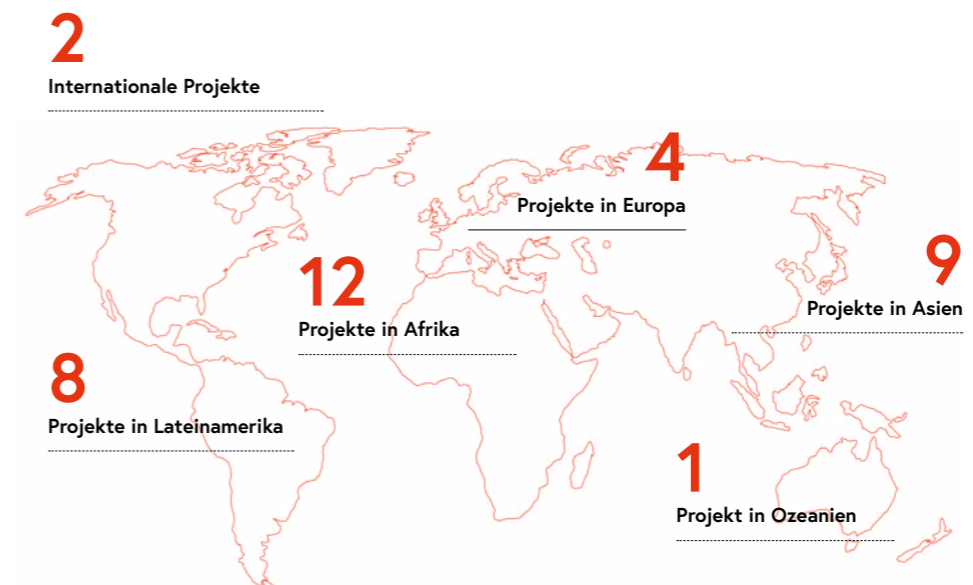 2
Internationale Projekte
4
Projekte in Europa
9
Projekte in Asien
12
Projekte in Afrika
8
Projekte in Lateinamerika
1
Projekt in Ozeanien